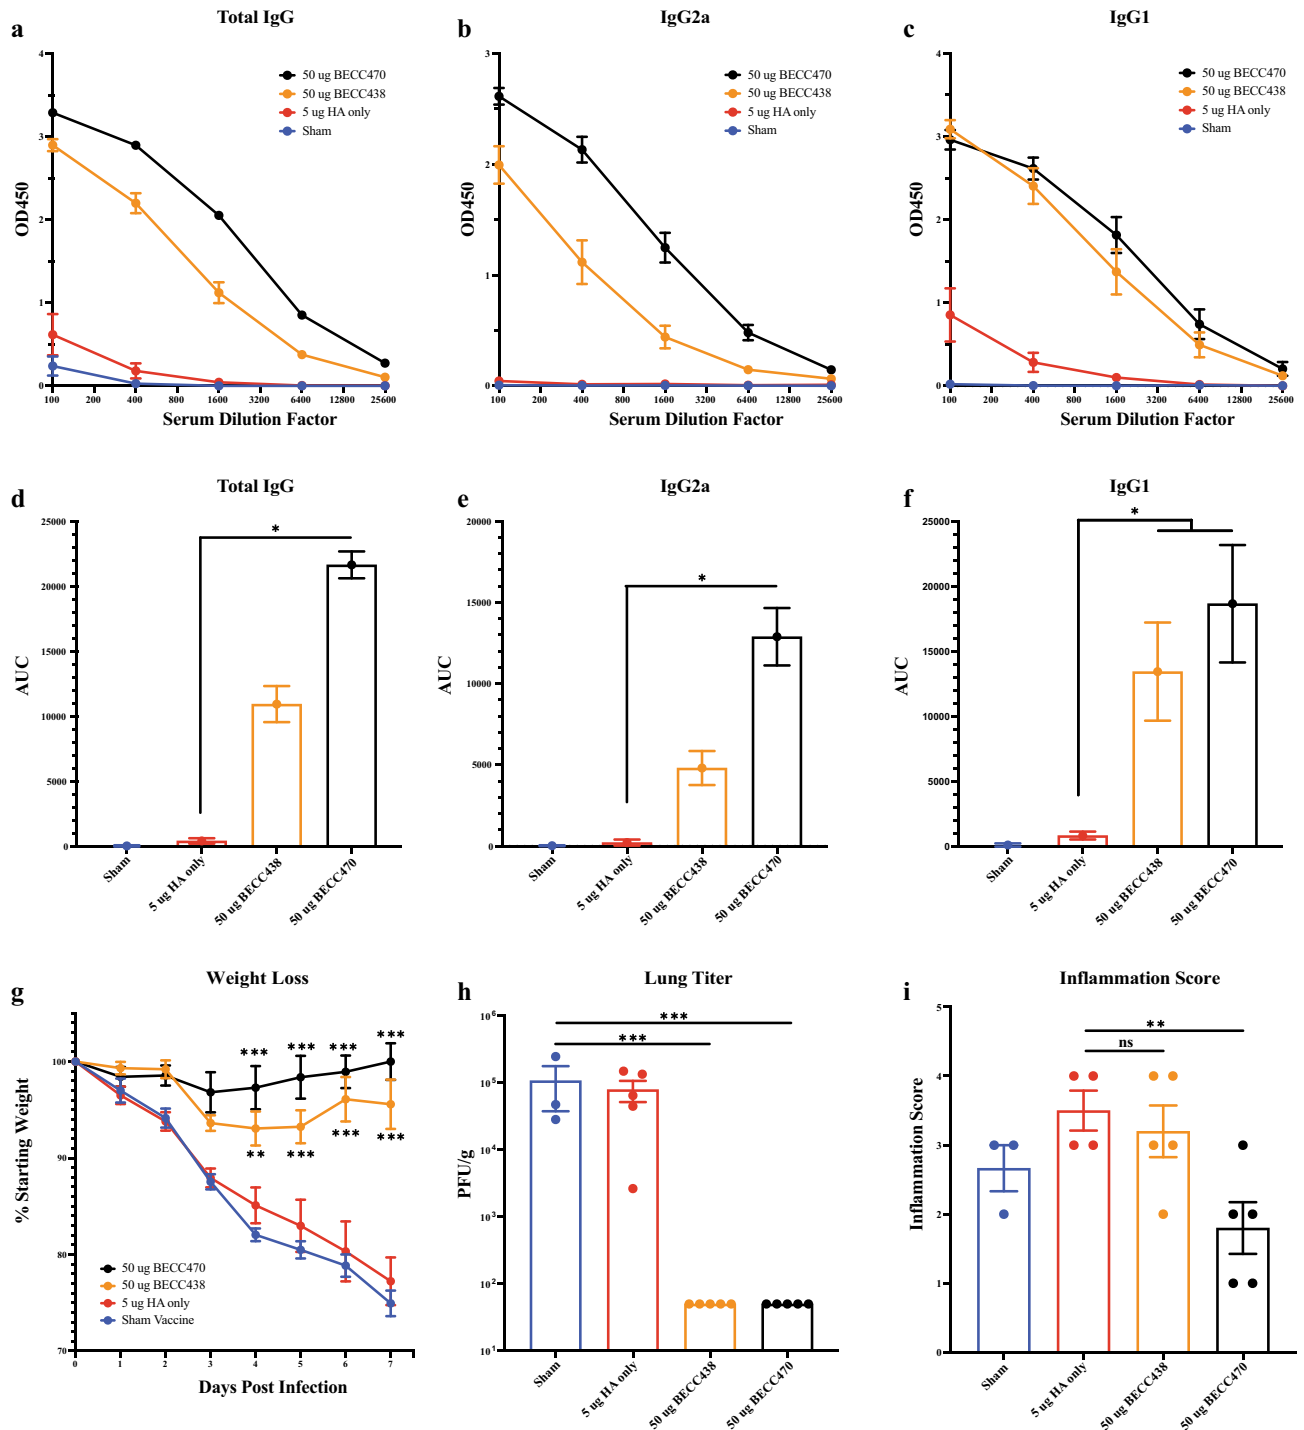 a
Total IgG
4
3
2
1
0
OD450
100 200 400 800 1600 3200 6400 12800 25600
Serum Dilution Factor
50 ug BECC470
50 ug BECC438
5 ug HA only
Sham
b
IgG2a
3
2
1
0
OD450
100 200 400 800 1600 3200 6400 12800 25600
Serum Dilution Factor
50 ug BECC470
50 ug BECC438
5 ug HA only
Sham
c
IgG1
4
3
2
1
0
OD450
100 200 400 800 1600 3200 6400 12800 25600
Serum Dilution Factor
50 ug BECC470
50 ug BECC438
5 ug HA only
Sham
d
Total IgG
25000
20000
15000
10000
5000
0
AUC
*
Sham
5 ug HA only
50 ug BECC438
50 ug BECC470
e
IgG2a
20000
15000
10000
5000
0
AUC
*
Sham
5 ug HA only
50 ug BECC438
50 ug BECC470
f
IgG1
25000
20000
15000
10000
5000
0
AUC
*
Sham
5 ug HA only
50 ug BECC438
50 ug BECC470
g
Weight Loss
100
90
80
70
% Starting Weight
*** *** *** ***
** *** *** ***
50 ug BECC470
50 ug BECC438
5 ug HA only
Sham Vaccine
0 1 2 3 4 5 6 7
Days Post Infection
h
Lung Titer
10⁶
10⁵
10⁴
10³
10²
10¹
PFU/g
***
***
Sham
5 ug HA only
50 ug BECC438
50 ug BECC470
i
Inflammation Score
5
4
3
2
1
0
Inflammation Score
**
ns
Sham
5 ug HA only
50 ug BECC438
50 ug BECC470